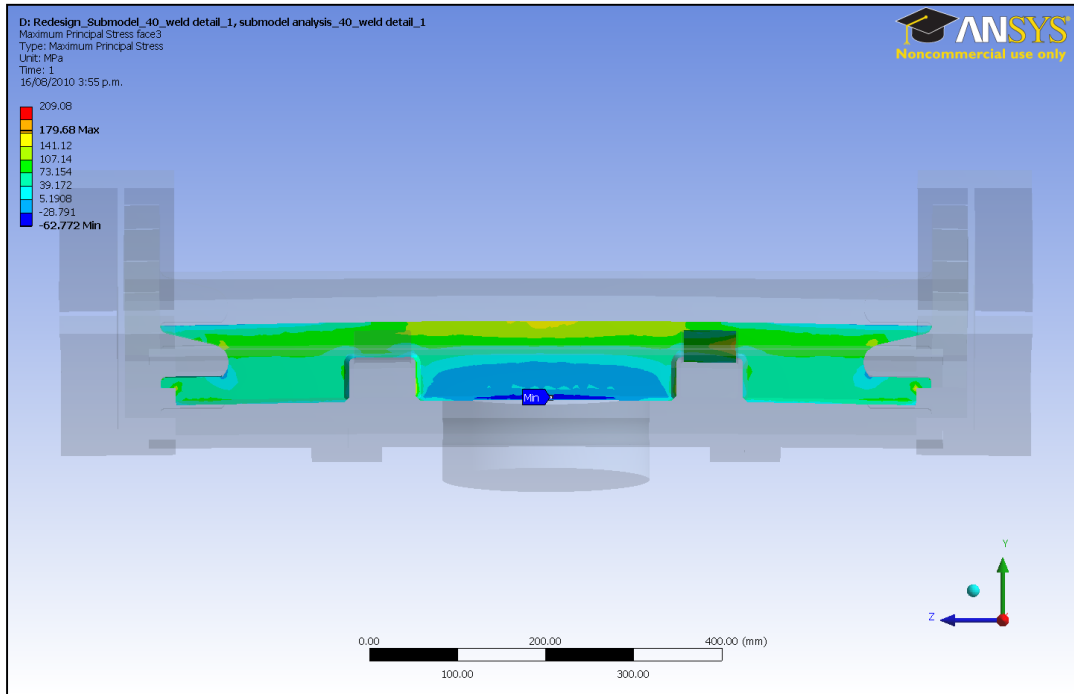 D: Redesign_Submodel_40_weld detail_1, submodel analysis_40_weld detail_1
Maximum Principal Stress face3
Type: Maximum Principal Stress
Unit: MPa
Time: 1
16/08/2010 3:55 p.m.
ANSYS
Noncommercial use only
209.08
179.68 Max
141.12
107.14
73.154
39.172
5.1908
-28.791
-62.772 Min
Min
Y
Z
0.00 200.00 400.00 (mm)
100.00 300.00